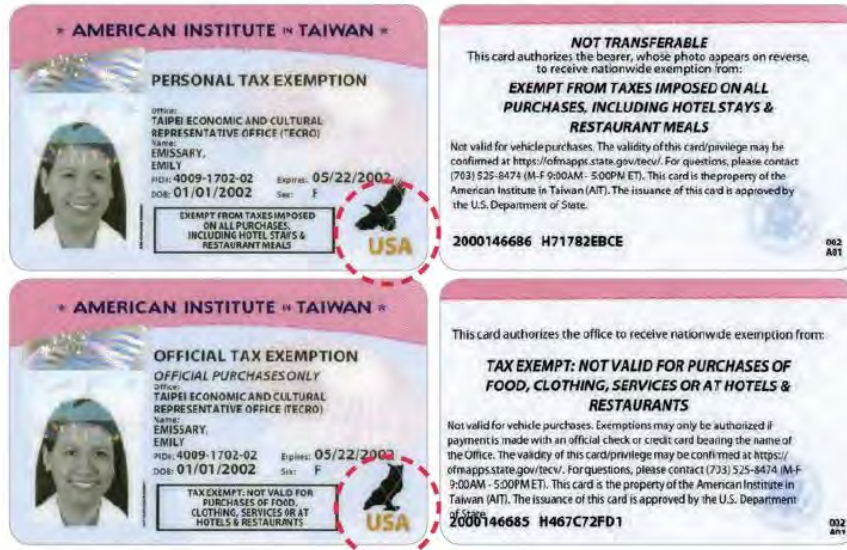 * AMERICAN INSTITUTE IN TAIWAN *
PERSONAL TAX EXEMPTION
Office:
TAIPEI ECONOMIC AND CULTURAL
REPRESENTATIVE OFFICE (TECRO)
Name:
EMISSARY,
EMILY
PID#: 4009-1702-02 Expires: 05/22/2002
DOB: 01/01/2002 Sex: F
EXEMPT FROM TAXES IMPOSED
ON ALL PURCHASES,
INCLUDING HOTEL STAYS &
RESTAURANT MEALS
USA
NOT TRANSFERABLE
This card authorizes the bearer, whose photo appears on reverse,
to receive nationwide exemption from:
EXEMPT FROM TAXES IMPOSED ON ALL
PURCHASES, INCLUDING HOTEL STAYS &
RESTAURANT MEALS
Not valid for vehicle purchases. The validity of this card/privilege may be
confirmed at https://ofmapps.state.gov/tecv/. For questions, please contact
(703) 525-8474 (M-F 9:00AM - 5:00PM ET). This card is the property of the
American Institute in Taiwan (AIT). The issuance of this card is approved by
the U.S. Department of State.
2000146686 H71782EBCE
002
A01
* AMERICAN INSTITUTE IN TAIWAN *
OFFICIAL TAX EXEMPTION
OFFICIAL PURCHASES ONLY
Office:
TAIPEI ECONOMIC AND CULTURAL
REPRESENTATIVE OFFICE (TECRO)
Name:
EMISSARY,
EMILY
PID#: 4009-1702-02 Expires: 05/22/2002
DOB: 01/01/2002 Sex: F
TAX EXEMPT: NOT VALID FOR
PURCHASES OF FOOD,
CLOTHING, SERVICES OR AT
HOTELS & RESTAURANTS
USA
This card authorizes the office to receive nationwide exemption from:
TAX EXEMPT: NOT VALID FOR PURCHASES OF
FOOD, CLOTHING, SERVICES OR AT HOTELS &
RESTAURANTS
Not valid for vehicle purchases. Exemptions may only be authorized if
payment is made with an official check or credit card bearing the name of
the Office. The validity of this card/privilege may be confirmed at https://
ofmapps.state.gov/tecv/. For questions, please contact (703) 525-8474 (M-F
9:00AM - 5:00PM ET). This card is the property of the American Institute in
Taiwan (AIT). The issuance of this card is approved by the U.S. Department
of State
2000146685 H467C72FD1
002
A01